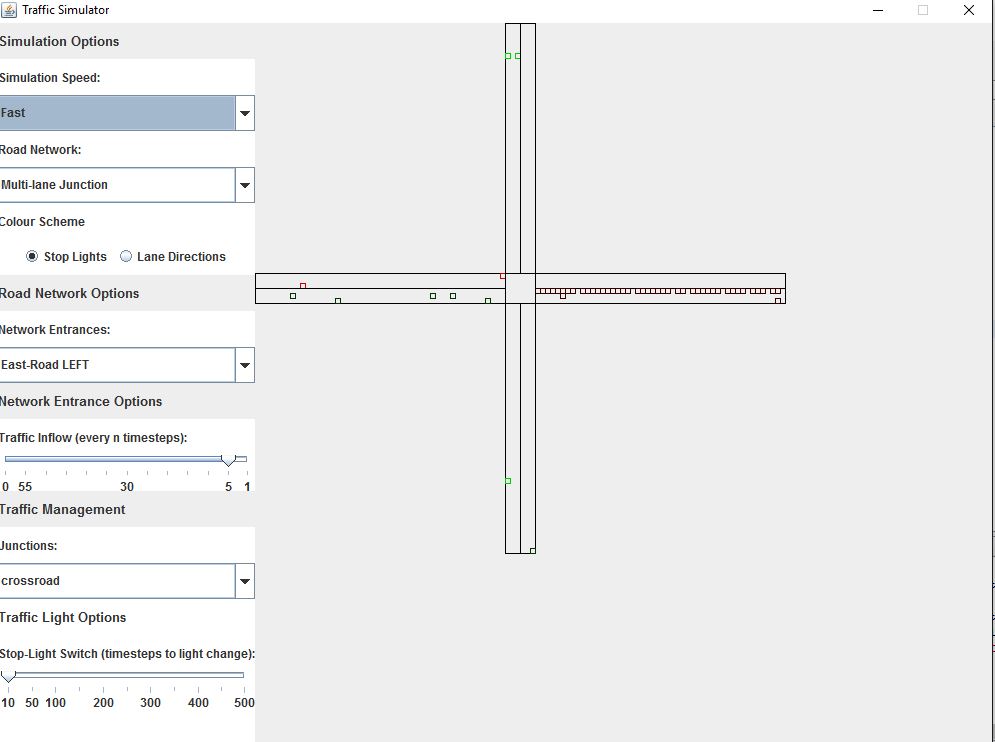 Traffic Simulator
Simulation Options
Simulation Speed:
Fast
Road Network:
Multi-lane Junction
Colour Scheme
Stop Lights Lane Directions
Road Network Options
Network Entrances:
East-Road LEFT
Network Entrance Options
Traffic Inflow (every n timesteps):
0 55 30 5 1
Traffic Management
Junctions:
crossroad
Traffic Light Options
Stop-Light Switch (timesteps to light change):
10 50 100 200 300 400 500